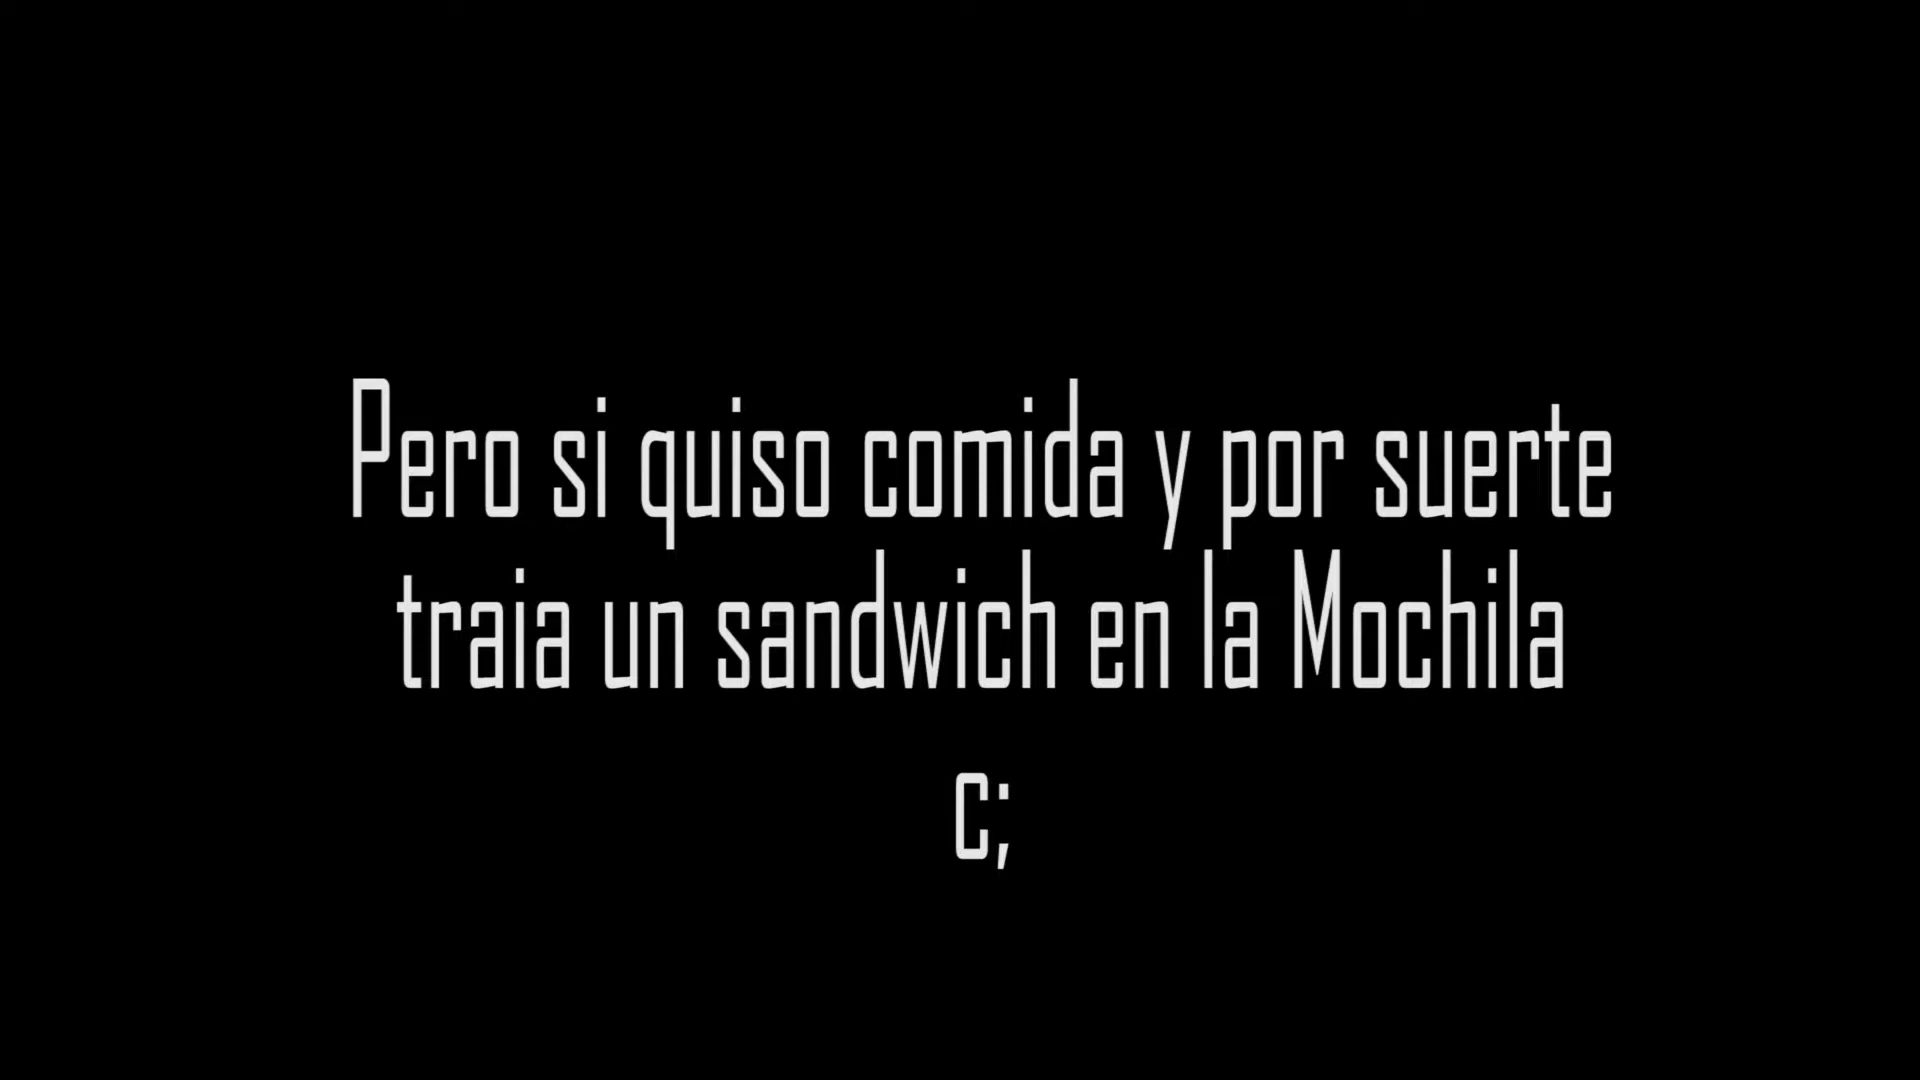 Pero si quiso comida y por suerte
traia un sandwich en la Mochila
c;